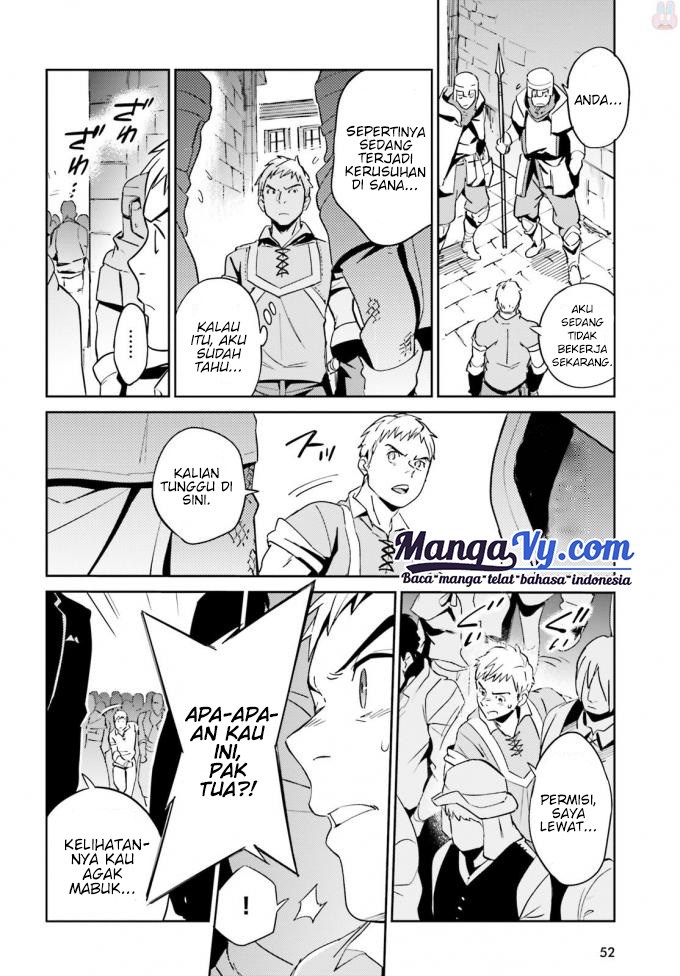 ANDA...
AKU
SEDANG
TIDAK
BEKERJA
SEKARANG.
SEPERTINYA
SEDANG
TERJADI
KERUSUHAN
DI SANA...
KALAU
ITU, AKU
SUDAH
TAHU...
ざわ
ざわ...
......
KALIAN
TUNGGU DI
SINI.
MangaVy.com
Baca manga telat bahasa indonesia
PERMISI,
SAYA
LEWAT...
APA-APA-
AN KAU
INI,
PAK
TUA?!
!
KELIHATAN-
NYA KAU
AGAK
MABUK...
52